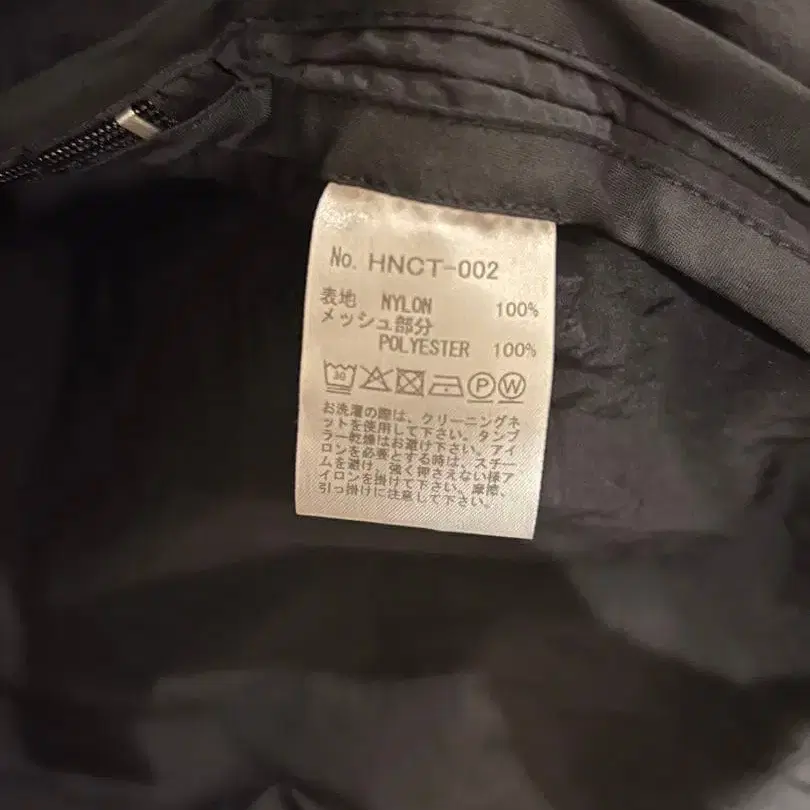 No. HNCT-002
表地 NYLON 100%
メッシュ部分
POLYESTER 100%
30 P W
お洗濯の際は、クリーニングネ
ットを使用して下さい。タンブ
ラー乾燥はお避け下さい。アイ
ロンを必要とする時は、スチー
ムを避け、強く押さえない様ア
イロンを掛けて下さい。摩擦、
引っ掛けに注意して下さい。